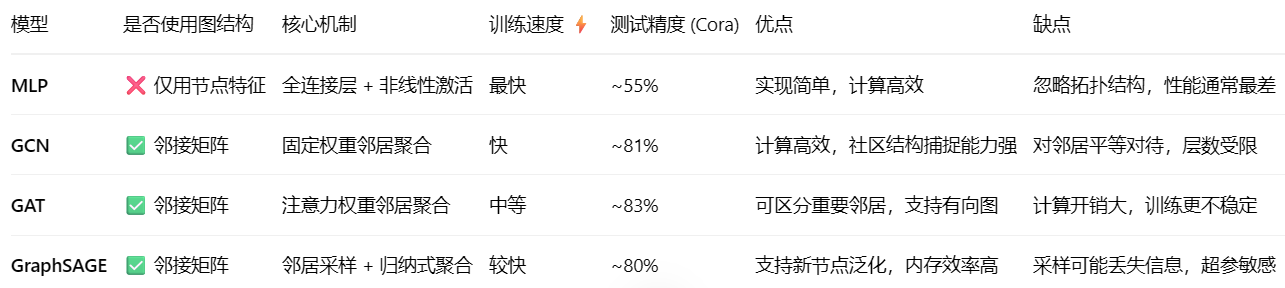 模型 是否使用图结构 核心机制 训练速度 ⚡ 测试精度 (Cora) 优点 缺点
MLP ❌ 仅用节点特征 全连接层 + 非线性激活 最快 ~55% 实现简单，计算高效 忽略拓扑结构，性能通常最差
GCN ✅ 邻接矩阵 固定权重邻居聚合 快 ~81% 计算高效，社区结构捕捉能力强 对邻居平等对待，层数受限
GAT ✅ 邻接矩阵 注意力权重邻居聚合 中等 ~83% 可区分重要邻居，支持有向图 计算开销大，训练更不稳定
GraphSAGE ✅ 邻接矩阵 邻居采样 + 归纳式聚合 较快 ~80% 支持新节点泛化，内存效率高 采样可能丢失信息，超参敏感